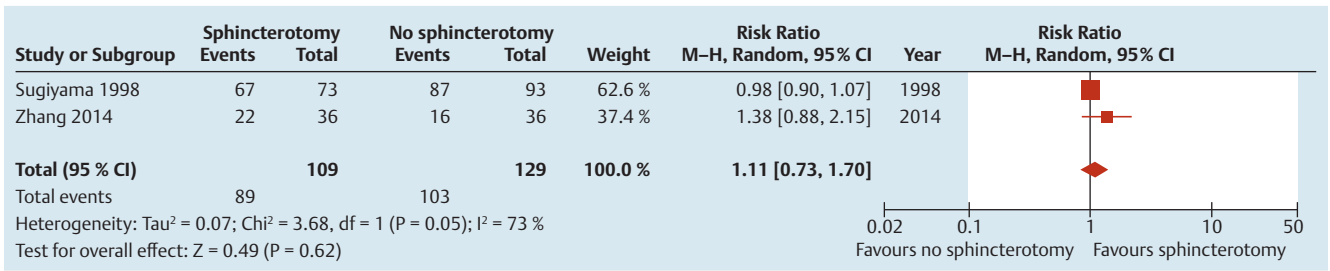 Sphincterotomy No sphincterotomy Risk Ratio Risk Ratio
Study or Subgroup Events Total Events Total Weight M–H, Random, 95% CI Year M–H, Random, 95% CI
Sugiyama 1998 67 73 87 93 62.6 % 0.98 [0.90, 1.07] 1998
Zhang 2014 22 36 16 36 37.4 % 1.38 [0.88, 2.15] 2014
Total (95 % CI) 109 129 100.0 % 1.11 [0.73, 1.70]
Total events 89 103
Heterogeneity: Tau² = 0.07; Chi² = 3.68, df = 1 (P = 0.05); I² = 73 %
0.02 0.1 1 10 50
Test for overall effect: Z = 0.49 (P = 0.62)
Favours no sphincterotomy Favours sphincterotomy